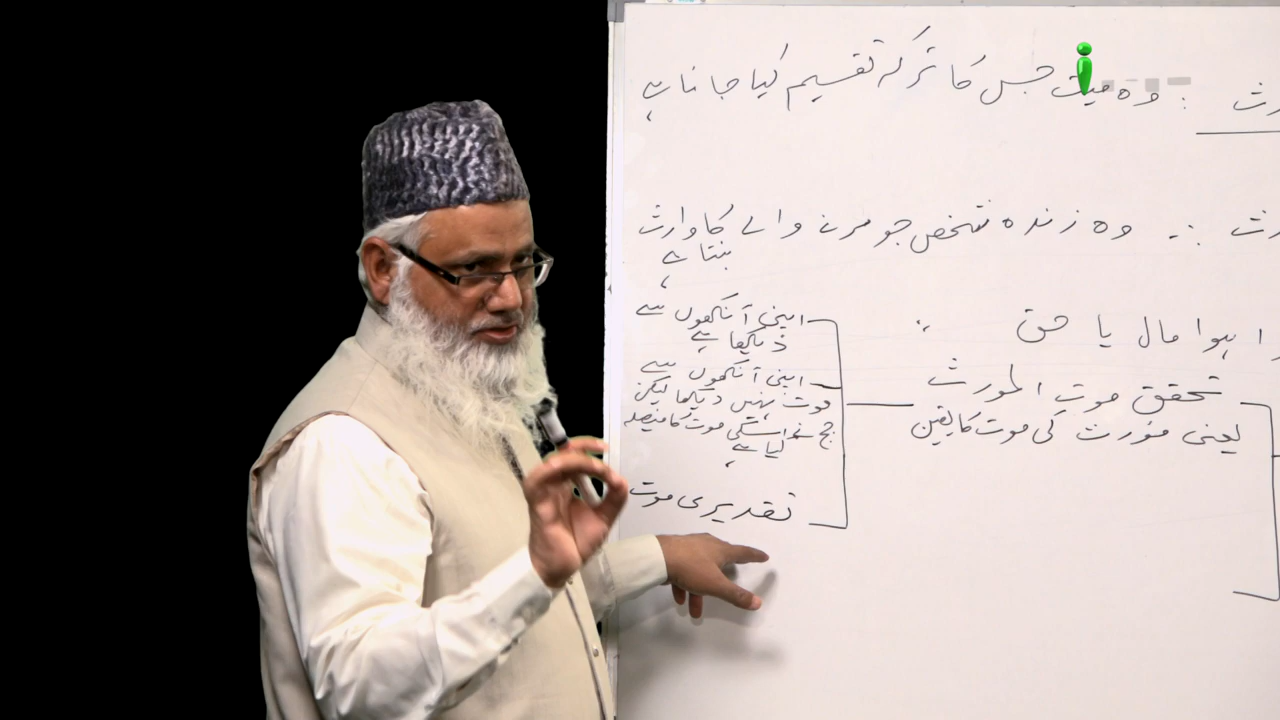 رث : وہ میت جس کا ترکہ تقسیم کیا جاتا ہے
رث :۔ وہ زندہ شخص جو مرنے والے کا وارث
بنتا ہے
ا ہوا مال یا حق
تحقق موتِ المورث
یعنی مورث کی موت کا یقین
اپنی آنکھوں سے
دیکھا ہے
اپنی آنکھوں سے
موت نہیں دیکھا لیکن
جج نے اسکی موت کا فیصلہ
کیا ہے
تقدیری موت